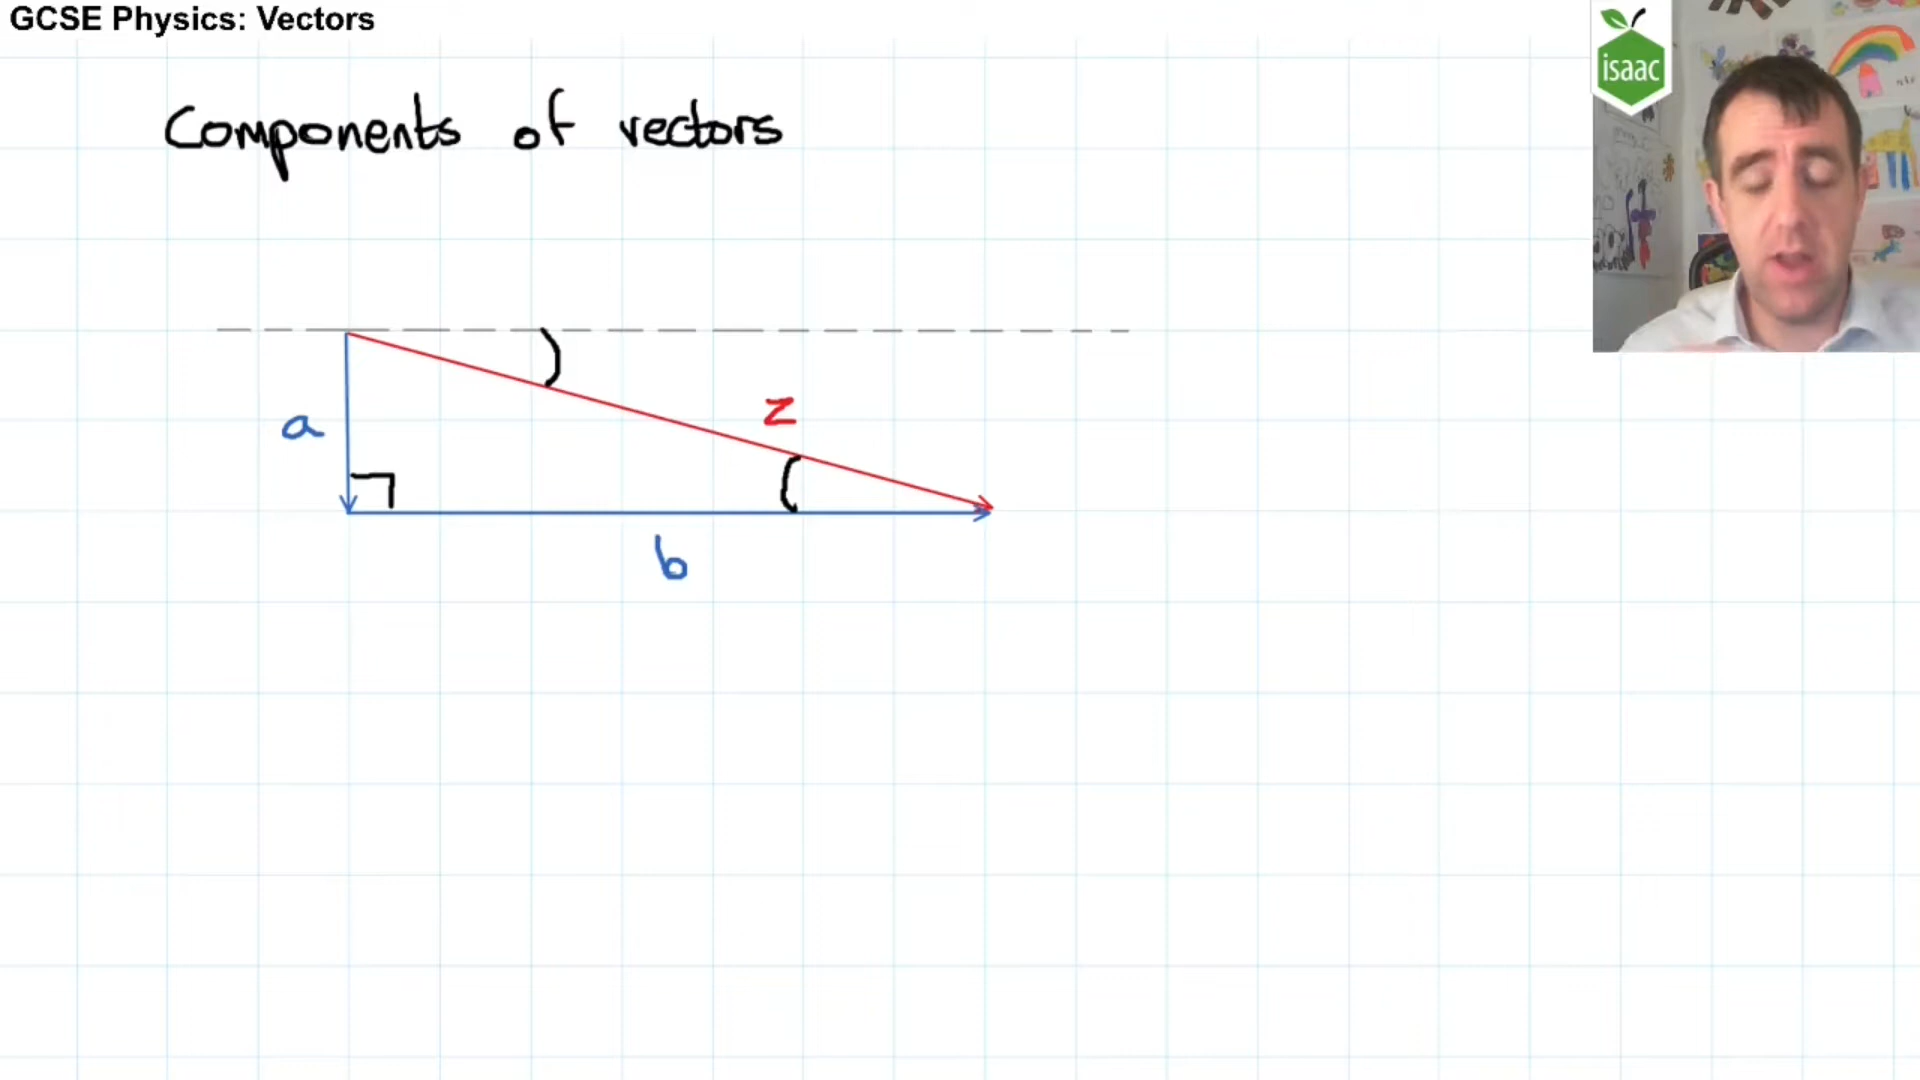 GCSE Physics: Vectors
isaac
Components of vectors
z
a
b